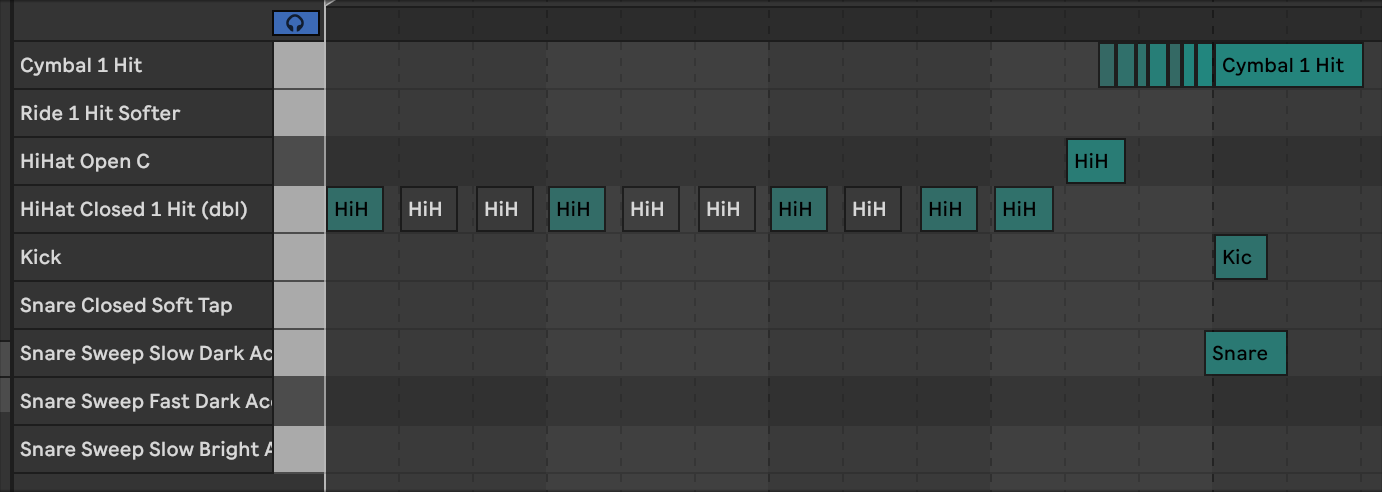 Cymbal 1 Hit Cymbal 1 Hit
Ride 1 Hit Softer
HiHat Open C HiH
HiHat Closed 1 Hit (dbl) HiH HiH HiH HiH HiH HiH HiH HiH HiH HiH
Kick Kic
Snare Closed Soft Tap
Snare Sweep Slow Dark Ac Snare
Snare Sweep Fast Dark Acc
Snare Sweep Slow Bright A